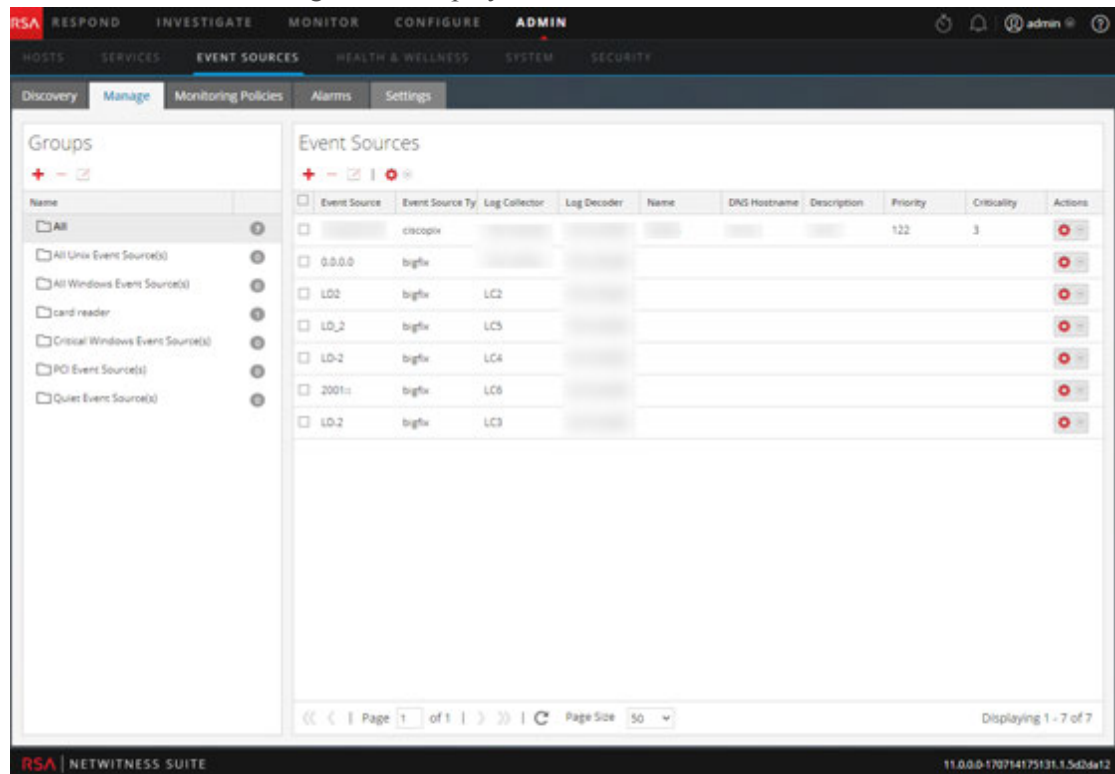 RSA RESPOND INVESTIGATE MONITOR CONFIGURE ADMIN admin
HOSTS SERVICES EVENT SOURCES HEALTH & WELLNESS SYSTEM SECURITY
Discovery Manage Monitoring Policies Alarms Settings
Groups
Name
All
All Unix Event Source(s)
All Windows Event Source(s)
card reader
Critical Windows Event Source(s)
PCI Event Source(s)
Quiet Event Source(s)
Event Sources
Event Source Event Source Ty Log Collector Log Decoder Name DNS Hostname Description Priority Criticality Actions
ciscopix 122 3
0.0.0.0 bigfix
LD2 bigfix LC2
LD_2 bigfix LC5
LD-2 bigfix LC4
2001:: bigfix LC6
LD.2 bigfix LC3
Page 1 of 1 Page Size 50 Displaying 1 - 7 of 7
RSA NETWITNESS SUITE 11.0.0.0-170714175131.1.5d2da12